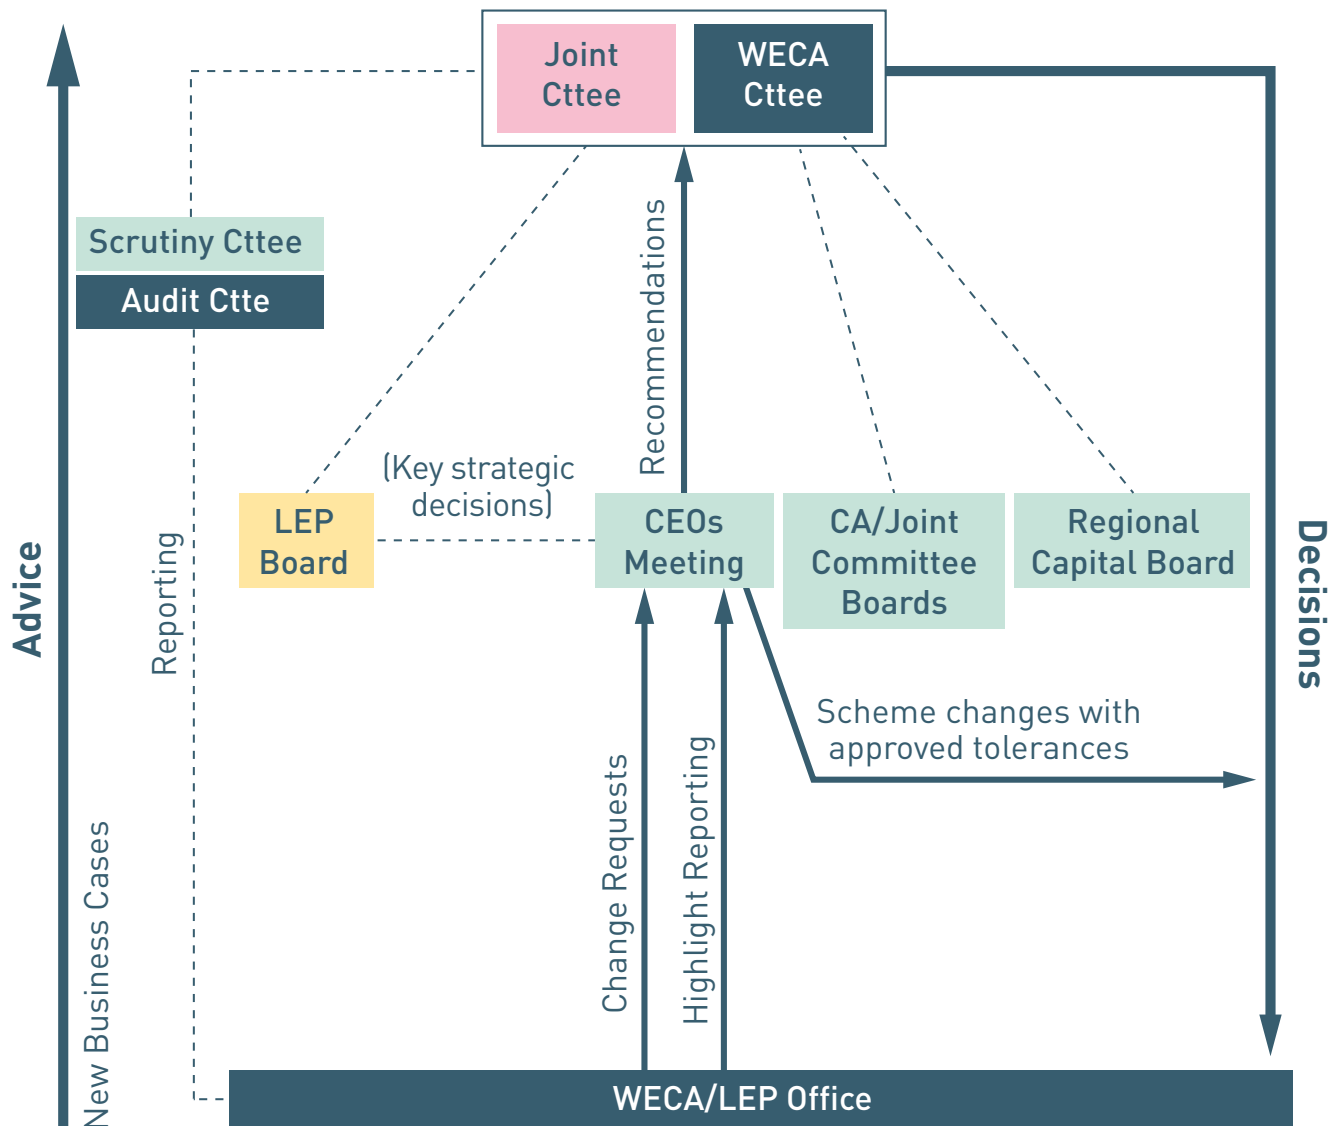 Joint
Cttee
WECA
Cttee
Scrutiny Cttee
Audit Ctte
Recommendations
(Key strategic
decisions)
LEP
Board
CEOs
Meeting
CA/Joint
Committee
Boards
Regional
Capital Board
Advice
Reporting
Decisions
Scheme changes with
approved tolerances
Change Requests
Highlight Reporting
New Business Cases
WECA/LEP Office